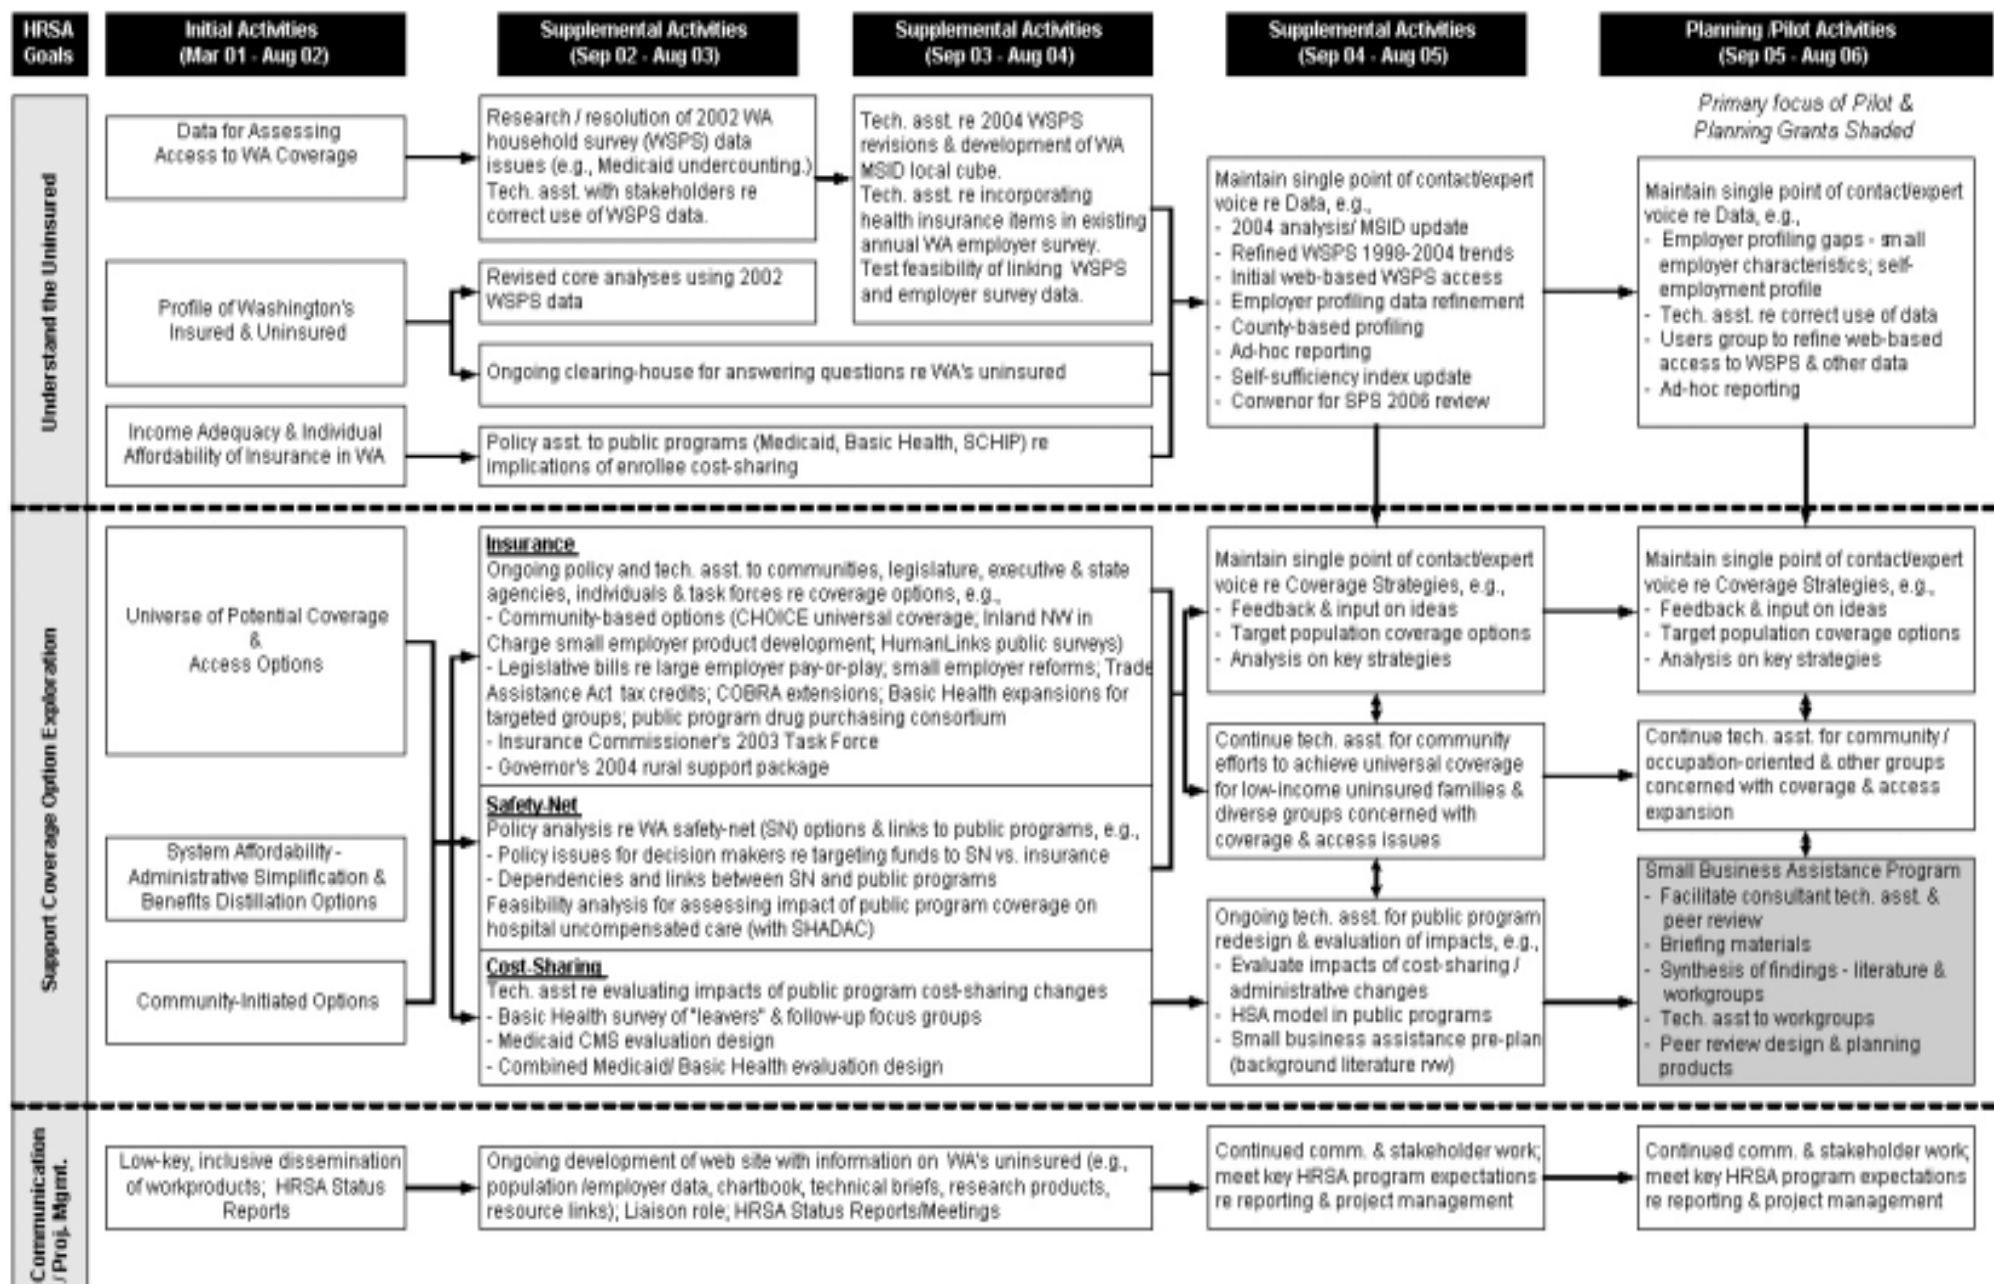 HRSA
Goals
Initial Activities
(Mar 01 - Aug 02)
Supplemental Activities
(Sep 02 - Aug 03)
Supplemental Activities
(Sep 03 - Aug 04)
Supplemental Activities
(Sep 04 - Aug 05)
Planning /Pilot Activities
(Sep 05 - Aug 06)
Primary focus of Pilot &
Planning Grants Shaded
Understand the Uninsured
Data for Assessing
Access to WA Coverage
Profile of Washington's
Insured & Uninsured
Income Adequacy & Individual
Affordability of Insurance in WA
Research / resolution of 2002 WA
household survey (WSPS) data
issues (e.g., Medicaid undercounting.)
Tech. asst. with stakeholders re
correct use of WSPS data.
Revised core analyses using 2002
WSPS data
Ongoing clearing-house for answering questions re WA's uninsured
Policy asst. to public programs (Medicaid, Basic Health, SCHIP) re
implications of enrollee cost-sharing
Tech. asst. re 2004 WSPS
revisions & development of WA
MSID local cube.
Tech. asst. re incorporating
health insurance items in existing
annual WA employer survey.
Test feasibility of linking WSPS
and employer survey data.
Maintain single point of contact/expert
voice re Data, e.g.,
- 2004 analysis/ MSID update
- Refined WSPS 1998-2004 trends
- Initial web-based WSPS access
- Employer profiling data refinement
- County-based profiling
- Ad-hoc reporting
- Self-sufficiency index update
- Convenor for SPS 2006 review
Maintain single point of contact/expert
voice re Data, e.g.,
- Employer profiling gaps - small
employer characteristics; self-
employment profile
- Tech. asst. re correct use of data
- Users group to refine web-based
access to WSPS & other data
- Ad-hoc reporting
Support Coverage Option Exploration
Universe of Potential Coverage
&
Access Options
System Affordability -
Administrative Simplification &
Benefits Distillation Options
Community-Initiated Options
Insurance
Ongoing policy and tech. asst. to communities, legislature, executive & state
agencies, individuals & task forces re coverage options, e.g.,
- Community-based options (CHOICE universal coverage; Inland NW in
Charge small employer product development; HumanLinks public surveys)
- Legislative bills re large employer pay-or-play; small employer reforms; Trade
Assistance Act tax credits; COBRA extensions; Basic Health expansions for
targeted groups; public program drug purchasing consortium
- Insurance Commissioner's 2003 Task Force
- Governor's 2004 rural support package
Safety-Net
Policy analysis re WA safety-net (SN) options & links to public programs, e.g.,
- Policy issues for decision makers re targeting funds to SN vs. insurance
- Dependencies and links between SN and public programs
Feasibility analysis for assessing impact of public program coverage on
hospital uncompensated care (with SHADAC)
Cost-Sharing
Tech. asst re evaluating impacts of public program cost-sharing changes
- Basic Health survey of "leavers" & follow-up focus groups
- Medicaid CMS evaluation design
- Combined Medicaid/ Basic Health evaluation design
Maintain single point of contact/expert
voice re Coverage Strategies, e.g.,
- Feedback & input on ideas
- Target population coverage options
- Analysis on key strategies
Continue tech. asst. for community
efforts to achieve universal coverage
for low-income uninsured families &
diverse groups concerned with
coverage & access issues
Ongoing tech. asst. for public program
redesign & evaluation of impacts, e.g.,
- Evaluate impacts of cost-sharing /
administrative changes
- HSA model in public programs
- Small business assistance pre-plan
(background literature rvw)
Maintain single point of contact/expert
voice re Coverage Strategies, e.g.,
- Feedback & input on ideas
- Target population coverage options
- Analysis on key strategies
Continue tech. asst. for community /
occupation-oriented & other groups
concerned with coverage & access
expansion
Small Business Assistance Program
- Facilitate consultant tech. asst. &
peer review
- Briefing materials
- Synthesis of findings - literature &
workgroups
- Tech. asst to workgroups
- Peer review design & planning
products
Communication
/ Proj. Mgmt.
Low-key, inclusive dissemination
of workproducts; HRSA Status
Reports
Ongoing development of web site with information on WA's uninsured (e.g.,
population /employer data, chartbook, technical briefs, research products,
resource links); Liaison role; HRSA Status Reports/Meetings
Continued comm. & stakeholder work;
meet key HRSA program expectations
re reporting & project management
Continued comm. & stakeholder work;
meet key HRSA program expectations
re reporting & project management